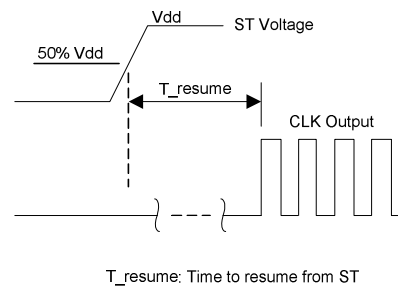 Vdd
ST Voltage
50% Vdd
T_resume
CLK Output
T_resume: Time to resume from ST